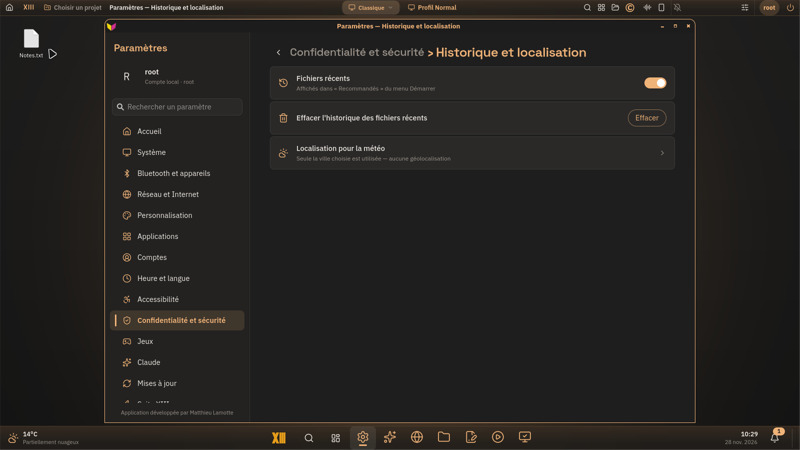 XIII
Choisir un projet
Paramètres — Historique et localisation
Classique
Profil Normal
root
Notes.txt
Paramètres — Historique et localisation
Paramètres
R
root
Compte local · root
Rechercher un paramètre
Accueil
Système
Bluetooth et appareils
Réseau et Internet
Personnalisation
Applications
Comptes
Heure et langue
Accessibilité
Confidentialité et sécurité
Jeux
Claude
Mises à jour
Application développée par Matthieu Lamotte
Confidentialité et sécurité > Historique et localisation
Fichiers récents
Affichés dans « Recommandés » du menu Démarrer
Effacer l'historique des fichiers récents
Effacer
Localisation pour la météo
Seule la ville choisie est utilisée — aucune géolocalisation
14°C
Partiellement nuageux
XIII
10:29
28 nov. 2026
1